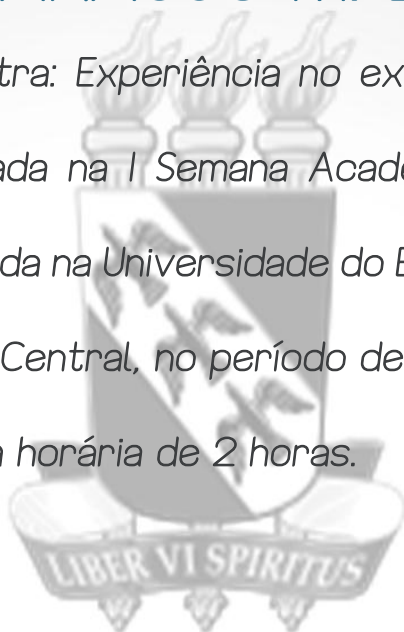 tra: Experiência no ex
ada na I Semana Acade
da na Universidade do E
Central, no período de
a horária de 2 horas.
LIBER VI SPIRITUS